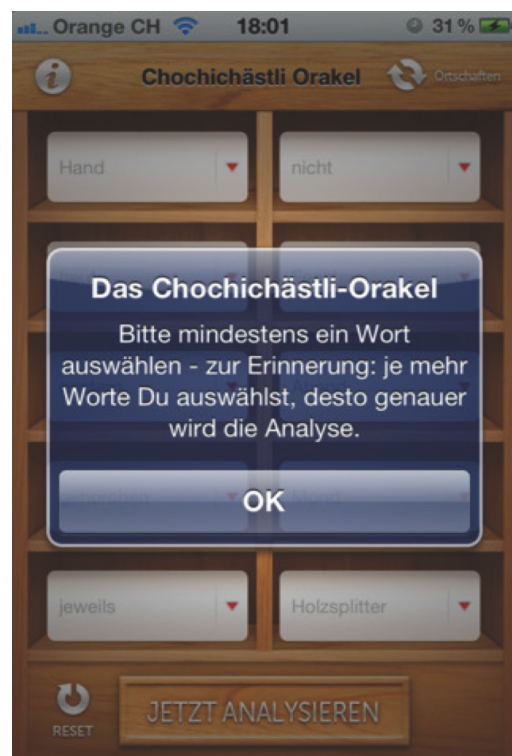 Orange CH 18:01 31 %
Chochichästli Orakel Ortschaften
Hand nicht
Das Chochichästli-Orakel
Bitte mindestens ein Wort
auswählen - zur Erinnerung: je mehr
Worte Du auswählst, desto genauer
wird die Analyse.
OK
jeweils Holzsplitter
RESET JETZT ANALYSIEREN